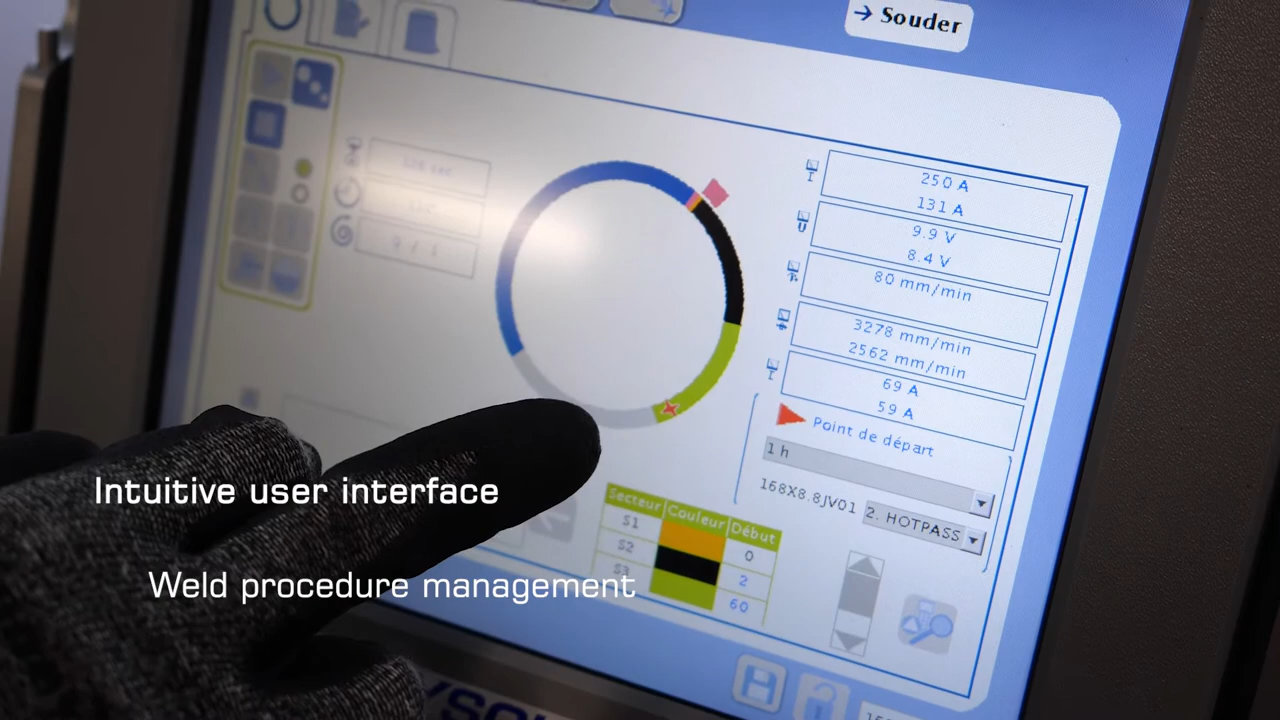 → Souder
250 A
131 A
9.9 V
8.4 V
80 mm/min
3278 mm/min
2562 mm/min
69 A
59 A
Point de départ
1 h
168X8.8JV01 2. HOTPASS
Secteur Couleur Début
S1 0
S2 2
S3 60
Intuitive user interface
Weld procedure management